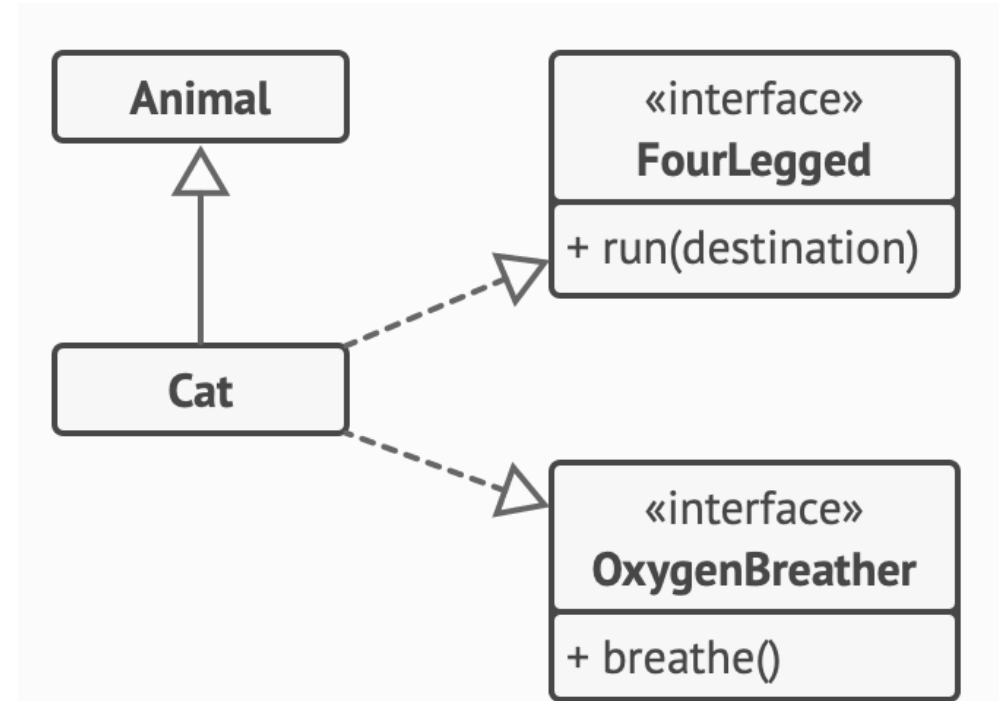 Animal
«interface»
FourLegged
+ run(destination)
Cat
«interface»
OxygenBreather
+ breathe()